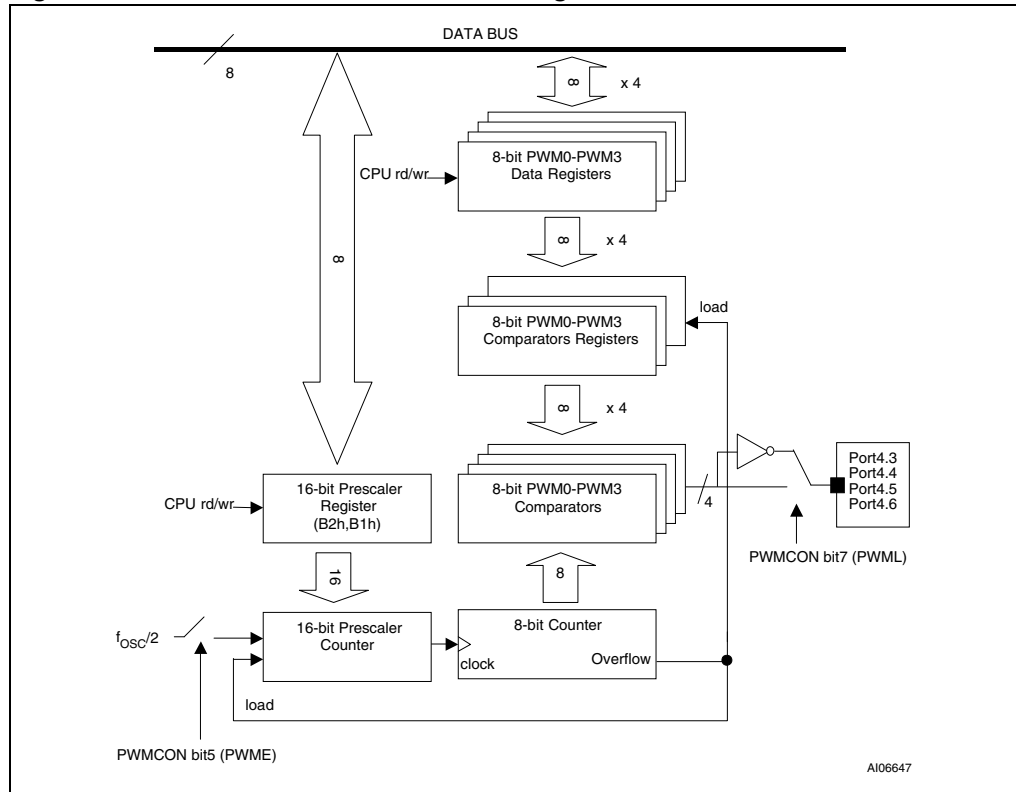 DATA BUS
8
8
x 4
CPU rd/wr
8-bit PWM0-PWM3
Data Registers
8
x 4
8
load
8-bit PWM0-PWM3
Comparators Registers
8
x 4
CPU rd/wr
16-bit Prescaler
Register
(B2h,B1h)
8-bit PWM0-PWM3
Comparators
4
Port4.3
Port4.4
Port4.5
Port4.6
PWMCON bit7 (PWML)
16
8
fOSC/2
16-bit Prescaler
Counter
8-bit Counter
clock
Overflow
load
PWMCON bit5 (PWME)
AI06647